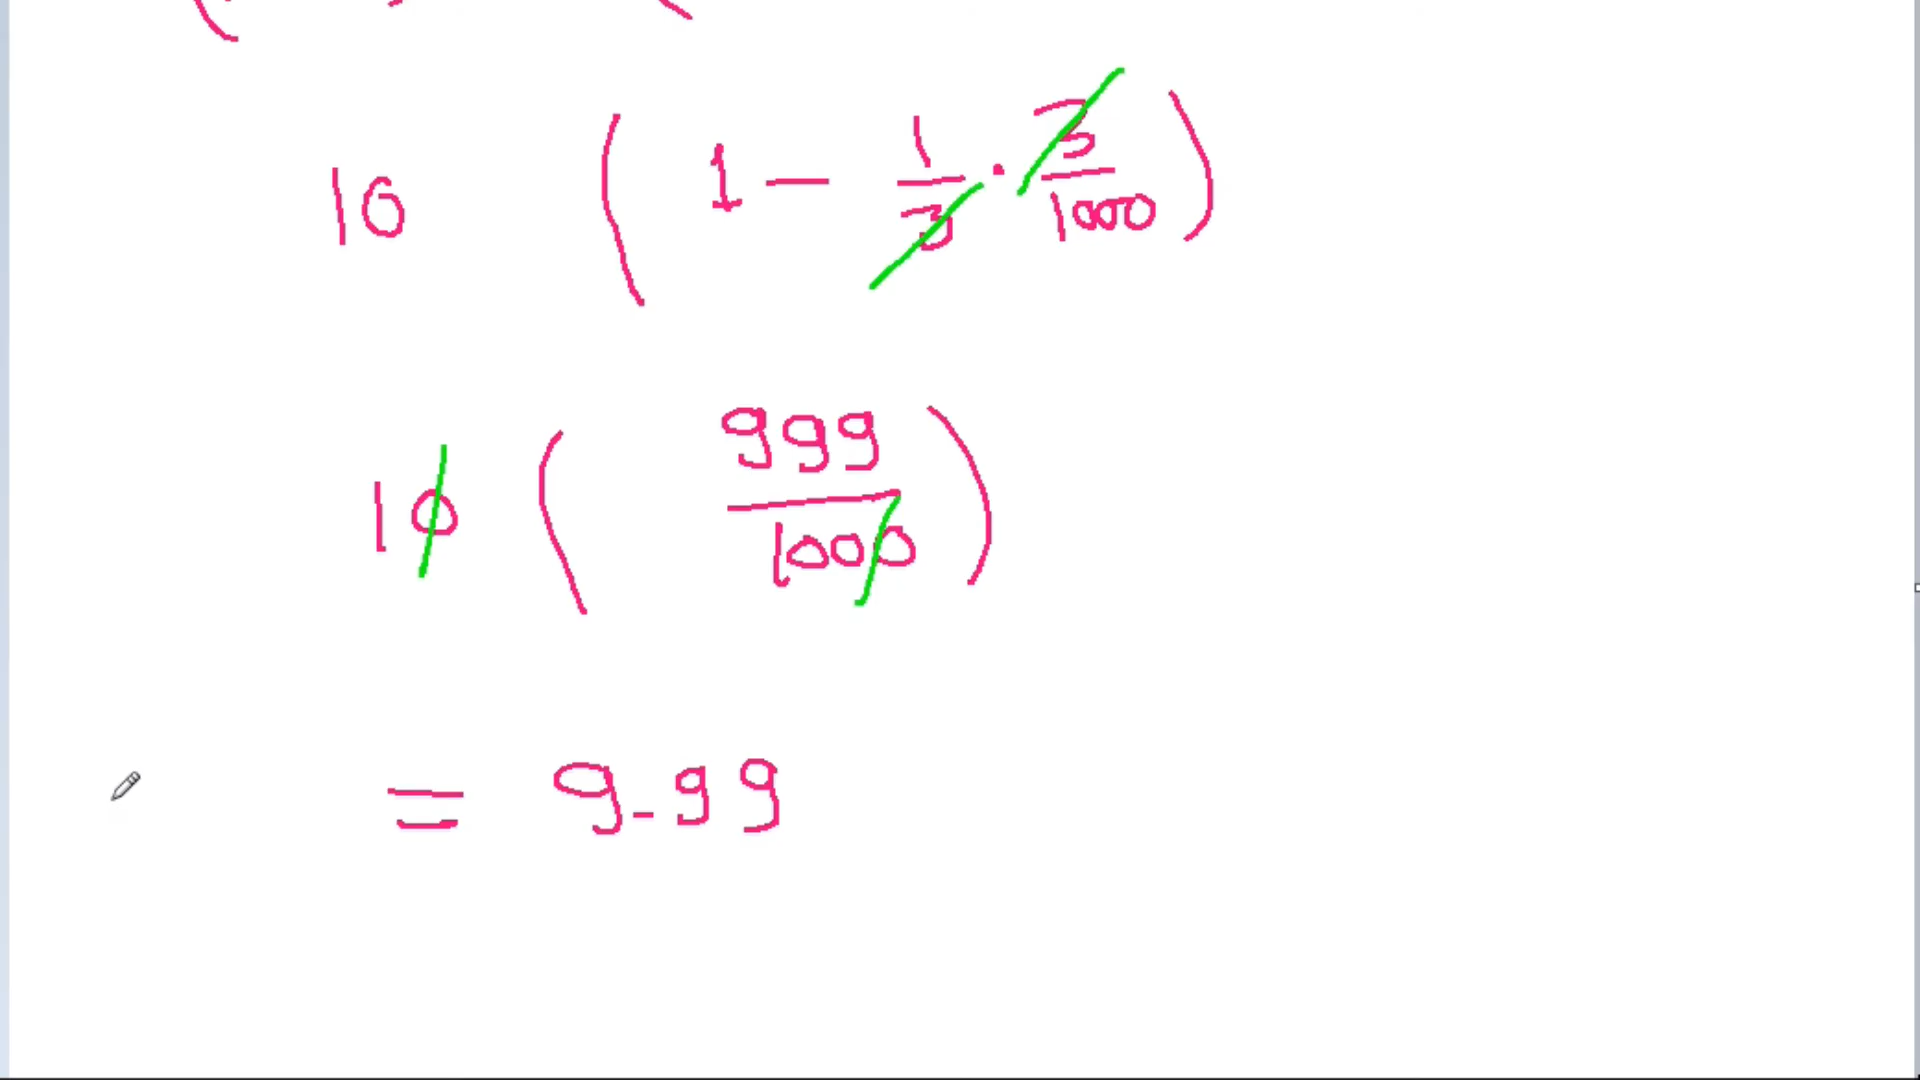 10 ( 1 - 1/3 · 3/1000 )
10 ( 999/1000 )
= 9.99